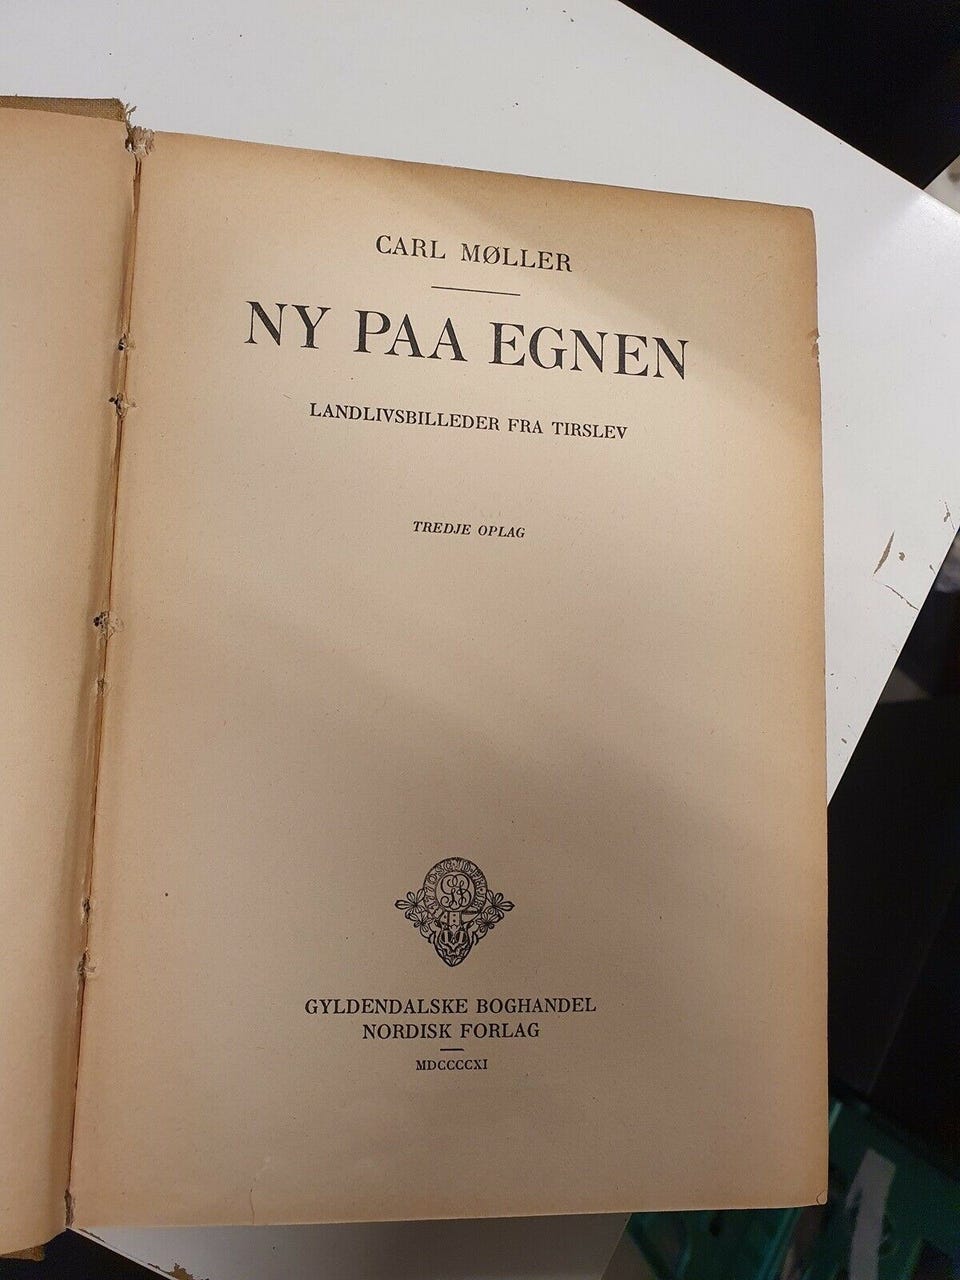 CARL MØLLER
NY PAA EGNEN
LANDLIVSBILLEDER FRA TIRSLEV
TREDJE OPLAG
GYLDENDALSKE BOGHANDEL
NORDISK FORLAG
MDCCCCXI